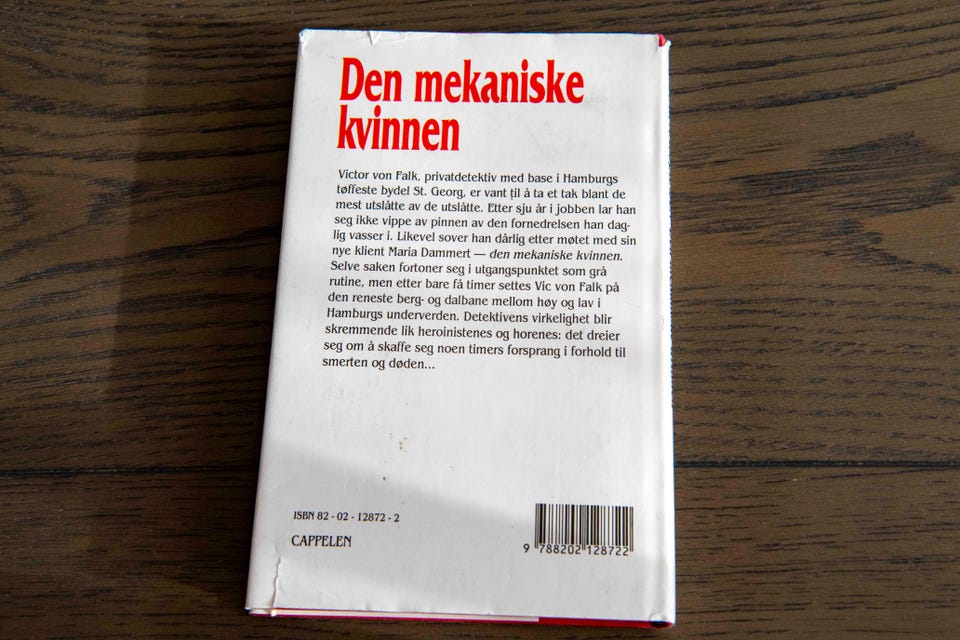 Den mekaniske
kvinnen
Victor von Falk, privatdetektiv med base i Hamburgs
tøffeste bydel St. Georg, er vant til å ta et tak blant de
mest utslåtte av de utslåtte. Etter sju år i jobben lar han
seg ikke vippe av pinnen av den fornedrelsen han dag-
lig vasser i. Likevel sover han dårlig etter møtet med sin
nye klient Maria Dammert — den mekaniske kvinnen.
Selve saken fortoner seg i utgangspunktet som grå
rutine, men etter bare få timer settes Vic von Falk på
den reneste berg- og dalbane mellom høy og lav i
Hamburgs underverden. Detektivens virkelighet blir
skremmende lik heroinistenes og horenes: det dreier
seg om å skaffe seg noen timers forsprang i forhold til
smerten og døden...
ISBN 82 - 02 - 12872 - 2
CAPPELEN
9 788202 128722